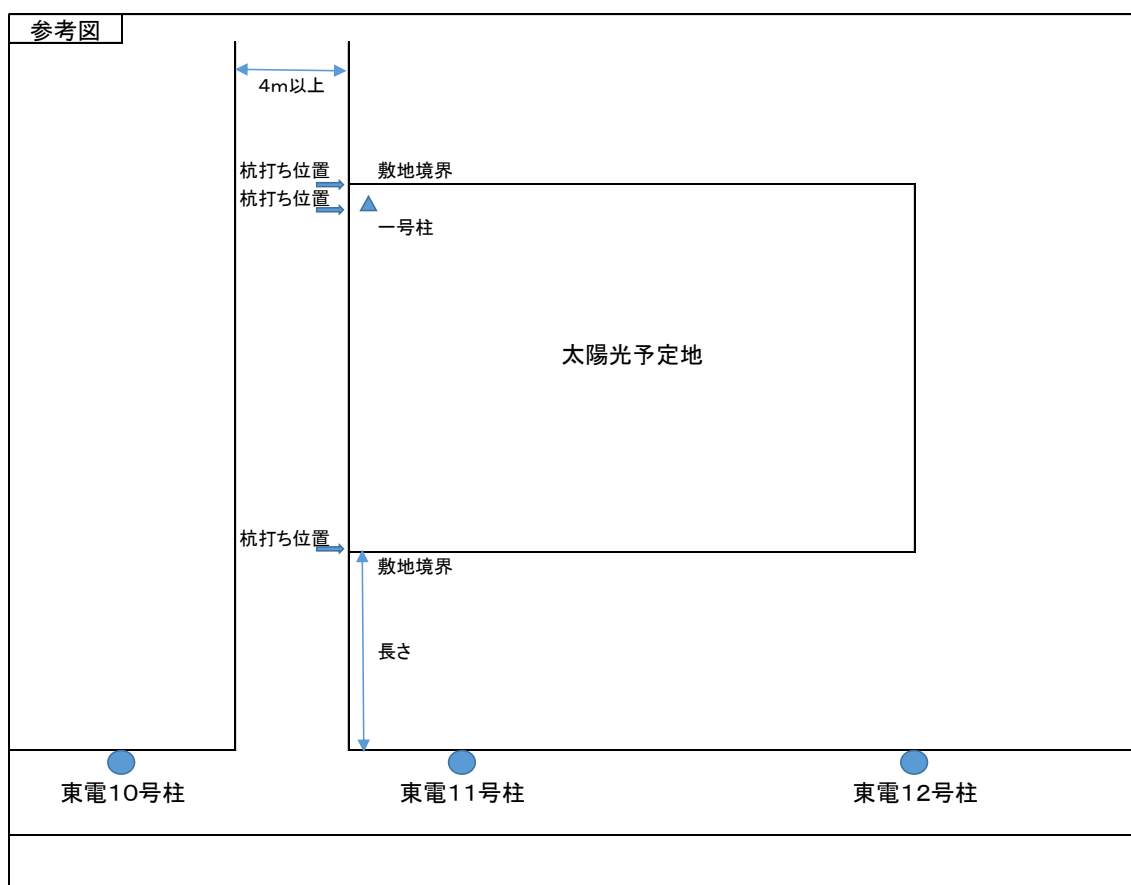 参考図
4m以上
杭打ち位置
敷地境界
杭打ち位置
一号柱
太陽光予定地
杭打ち位置
敷地境界
長さ
東電10号柱
東電11号柱
東電12号柱